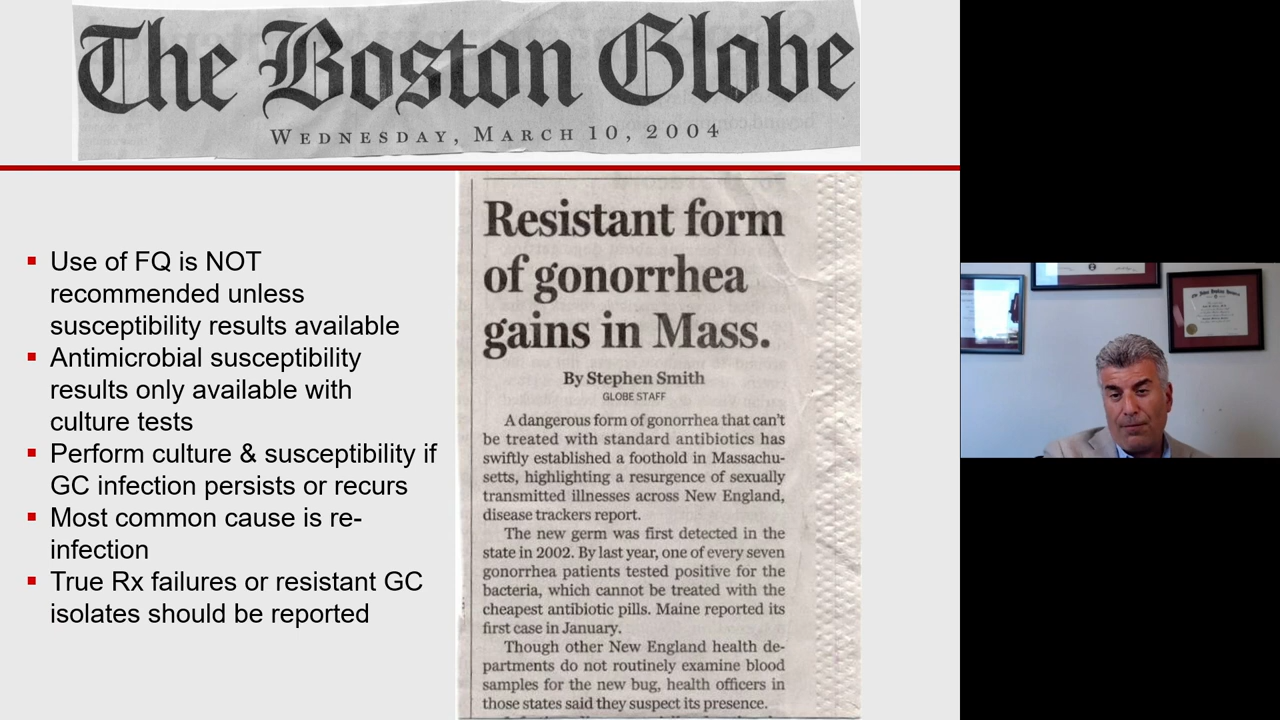 The Boston Globe
WEDNESDAY, MARCH 10, 2004
▪ Use of FQ is NOT
recommended unless
susceptibility results available
▪ Antimicrobial susceptibility
results only available with
culture tests
▪ Perform culture & susceptibility if
GC infection persists or recurs
▪ Most common cause is re-
infection
▪ True Rx failures or resistant GC
isolates should be reported
Resistant form
of gonorrhea
gains in Mass.
By Stephen Smith
GLOBE STAFF
A dangerous form of gonorrhea that can't
be treated with standard antibiotics has
swiftly established a foothold in Massachu-
setts, highlighting a resurgence of sexually
transmitted illnesses across New England,
disease trackers report.
The new germ was first detected in the
state in 2002. By last year, one of every seven
gonorrhea patients tested positive for the
bacteria, which cannot be treated with the
cheapest antibiotic pills. Maine reported its
first case in January.
Though other New England health de-
partments do not routinely examine blood
samples for the new bug, health officers in
those states said they suspect its presence.